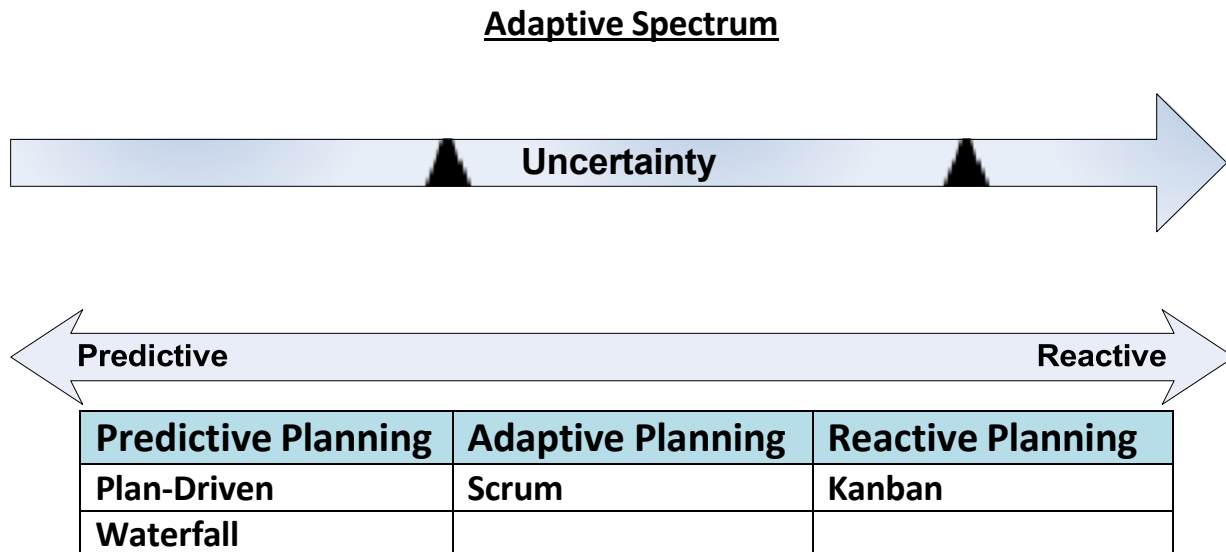 Adaptive Spectrum
Uncertainty
Predictive Reactive
Predictive Planning Adaptive Planning Reactive Planning
Plan-Driven Scrum Kanban
Waterfall